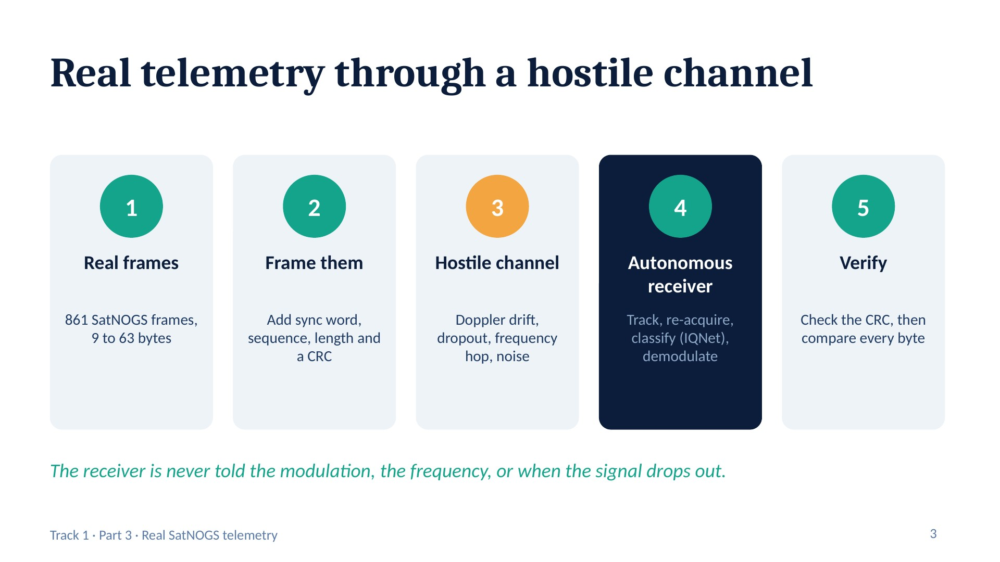 Real telemetry through a hostile channel
1
Real frames
861 SatNOGS frames,
9 to 63 bytes
2
Frame them
Add sync word,
sequence, length and
a CRC
3
Hostile channel
Doppler drift,
dropout, frequency
hop, noise
4
Autonomous
receiver
Track, re-acquire,
classify (IQNet),
demodulate
5
Verify
Check the CRC, then
compare every byte
The receiver is never told the modulation, the frequency, or when the signal drops out.
Track 1 · Part 3 · Real SatNOGS telemetry
3